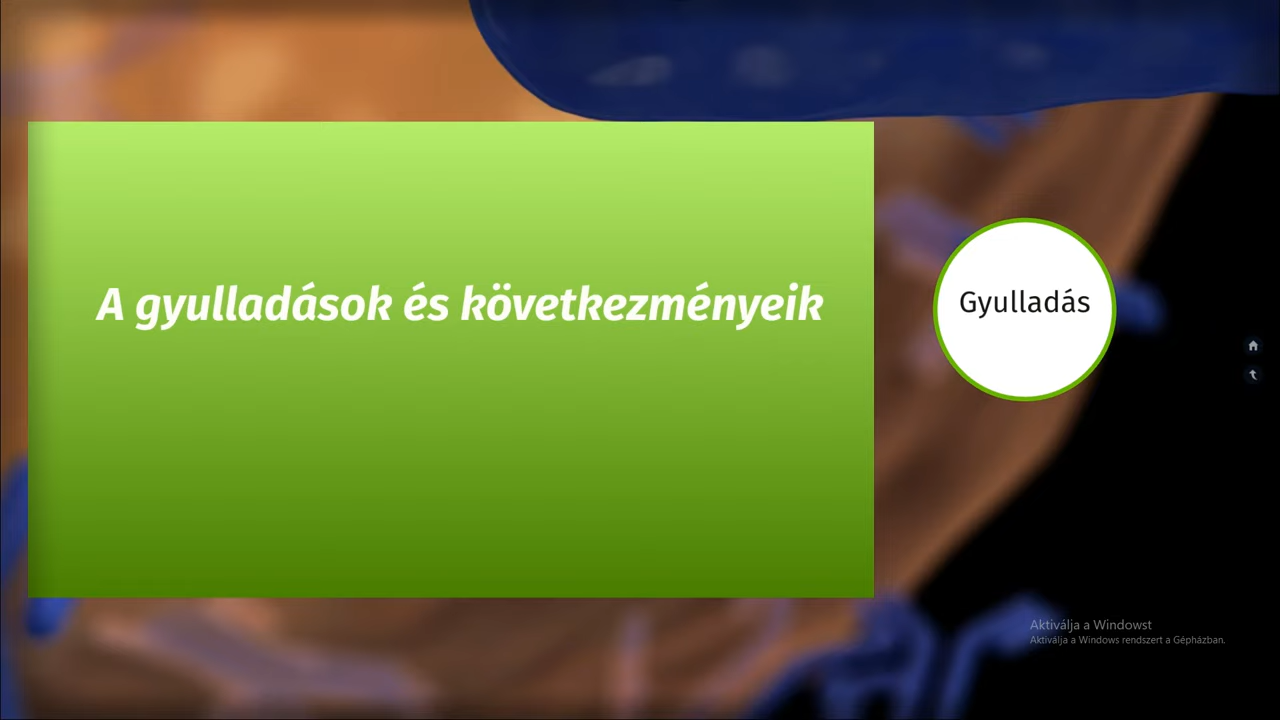 A gyulladások és következményeik
Gyulladás
Aktiválja a Windowst
Aktiválja a Windows rendszert a Gépházban.